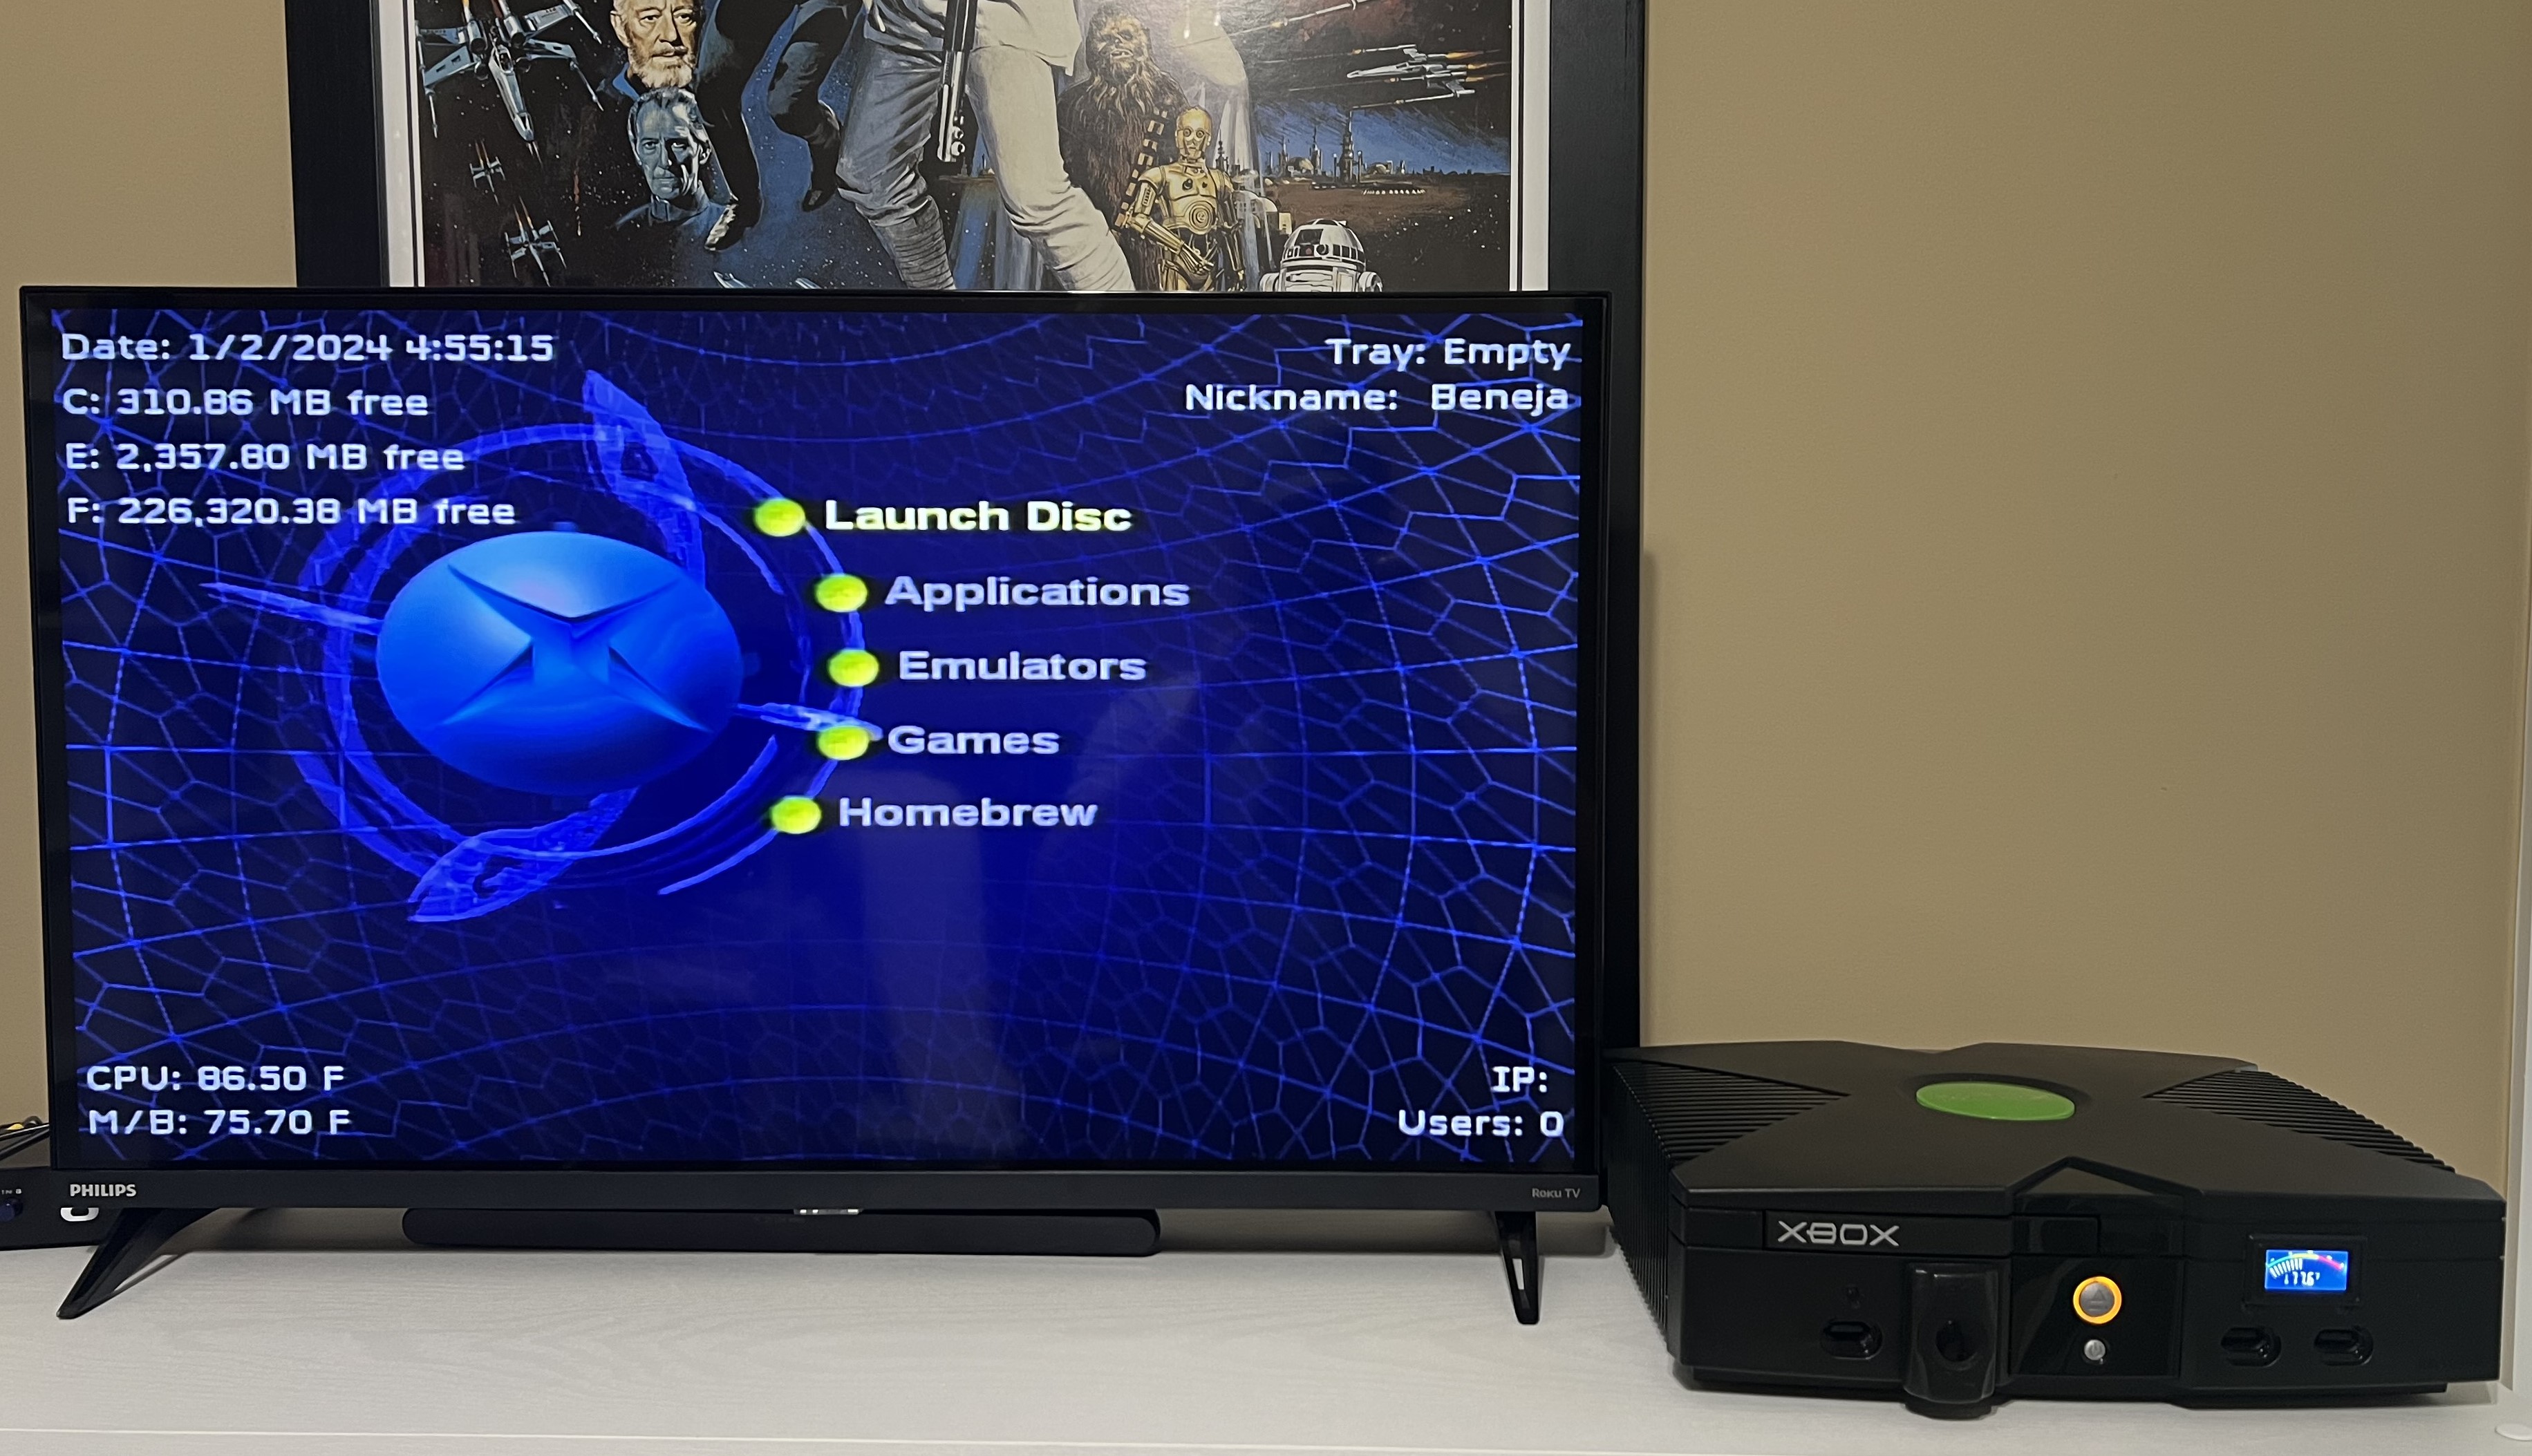 Date: 1/2/2024 4:55:15
C: 310.86 MB free
E: 2,357.80 MB free
F: 226,320.38 MB free
Tray: Empty
Nickname: Beneja
Launch Disc
Applications
Emulators
Games
Homebrew
CPU: 86.50 F
M/B: 75.70 F
IP:
Users: 0
PHILIPS
Roku TV
XBOX